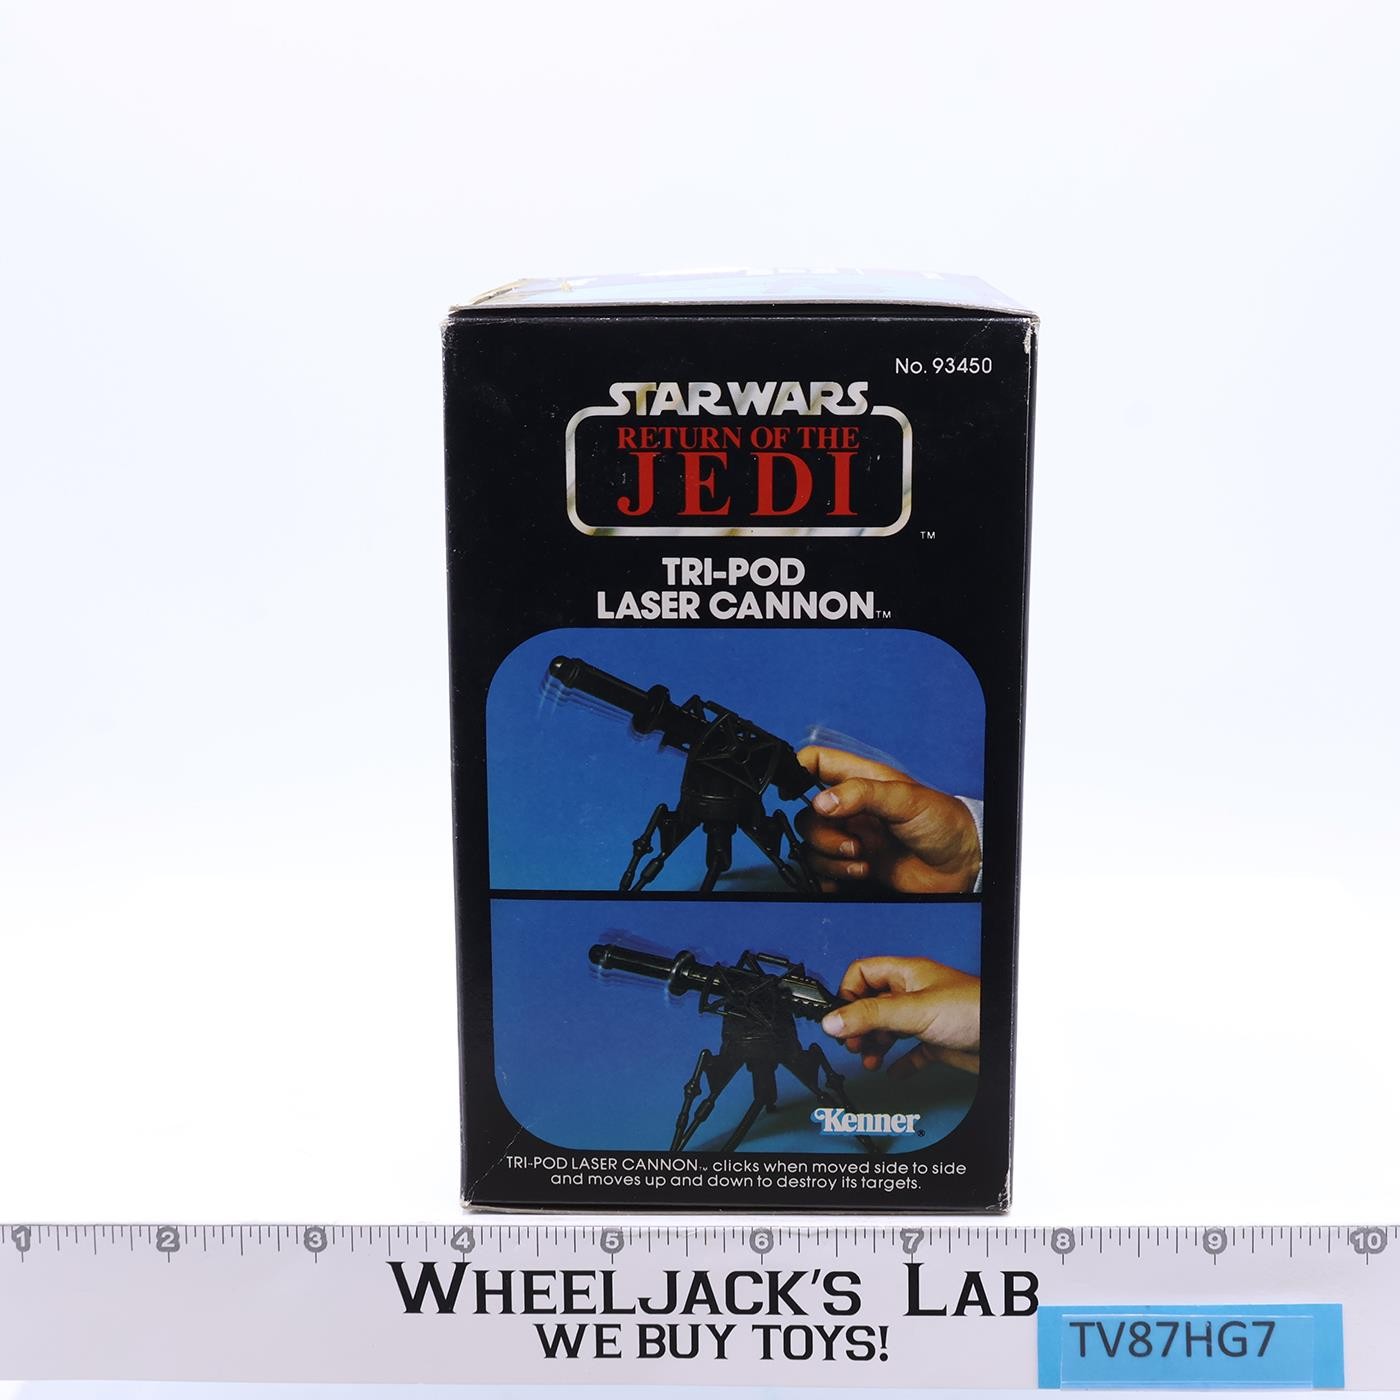 No. 93450
STAR WARS
RETURN OF THE
JEDI
TM
TRI-POD
LASER CANNON TM
Kenner®
TRI-POD LASER CANNON™ clicks when moved side to side
and moves up and down to destroy its targets.
1 2 3 4 5 6 7 8 9 10
WHEELJACK'S LAB
WE BUY TOYS!
TV87HG7